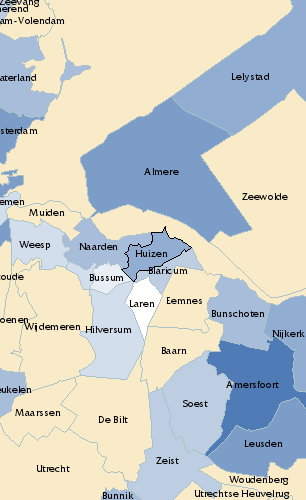 Zeevang
nerend
am-Volendam
aterland
Lelystad
sterdam
Almere
Zeewolde
emen
Muiden
Weesp
Naarden
Huizen
Blaricum
Bussum
oude
Laren
Eemnes
Bunschoten
oenen
Wijdemeren
Hilversum
Nijkerk
Baarn
Amersfoort
eukelen
Soest
Maarssen
De Bilt
Leusden
Zeist
Utrecht
Woudenberg
Bunnik
Utrechtse Heuvelrug